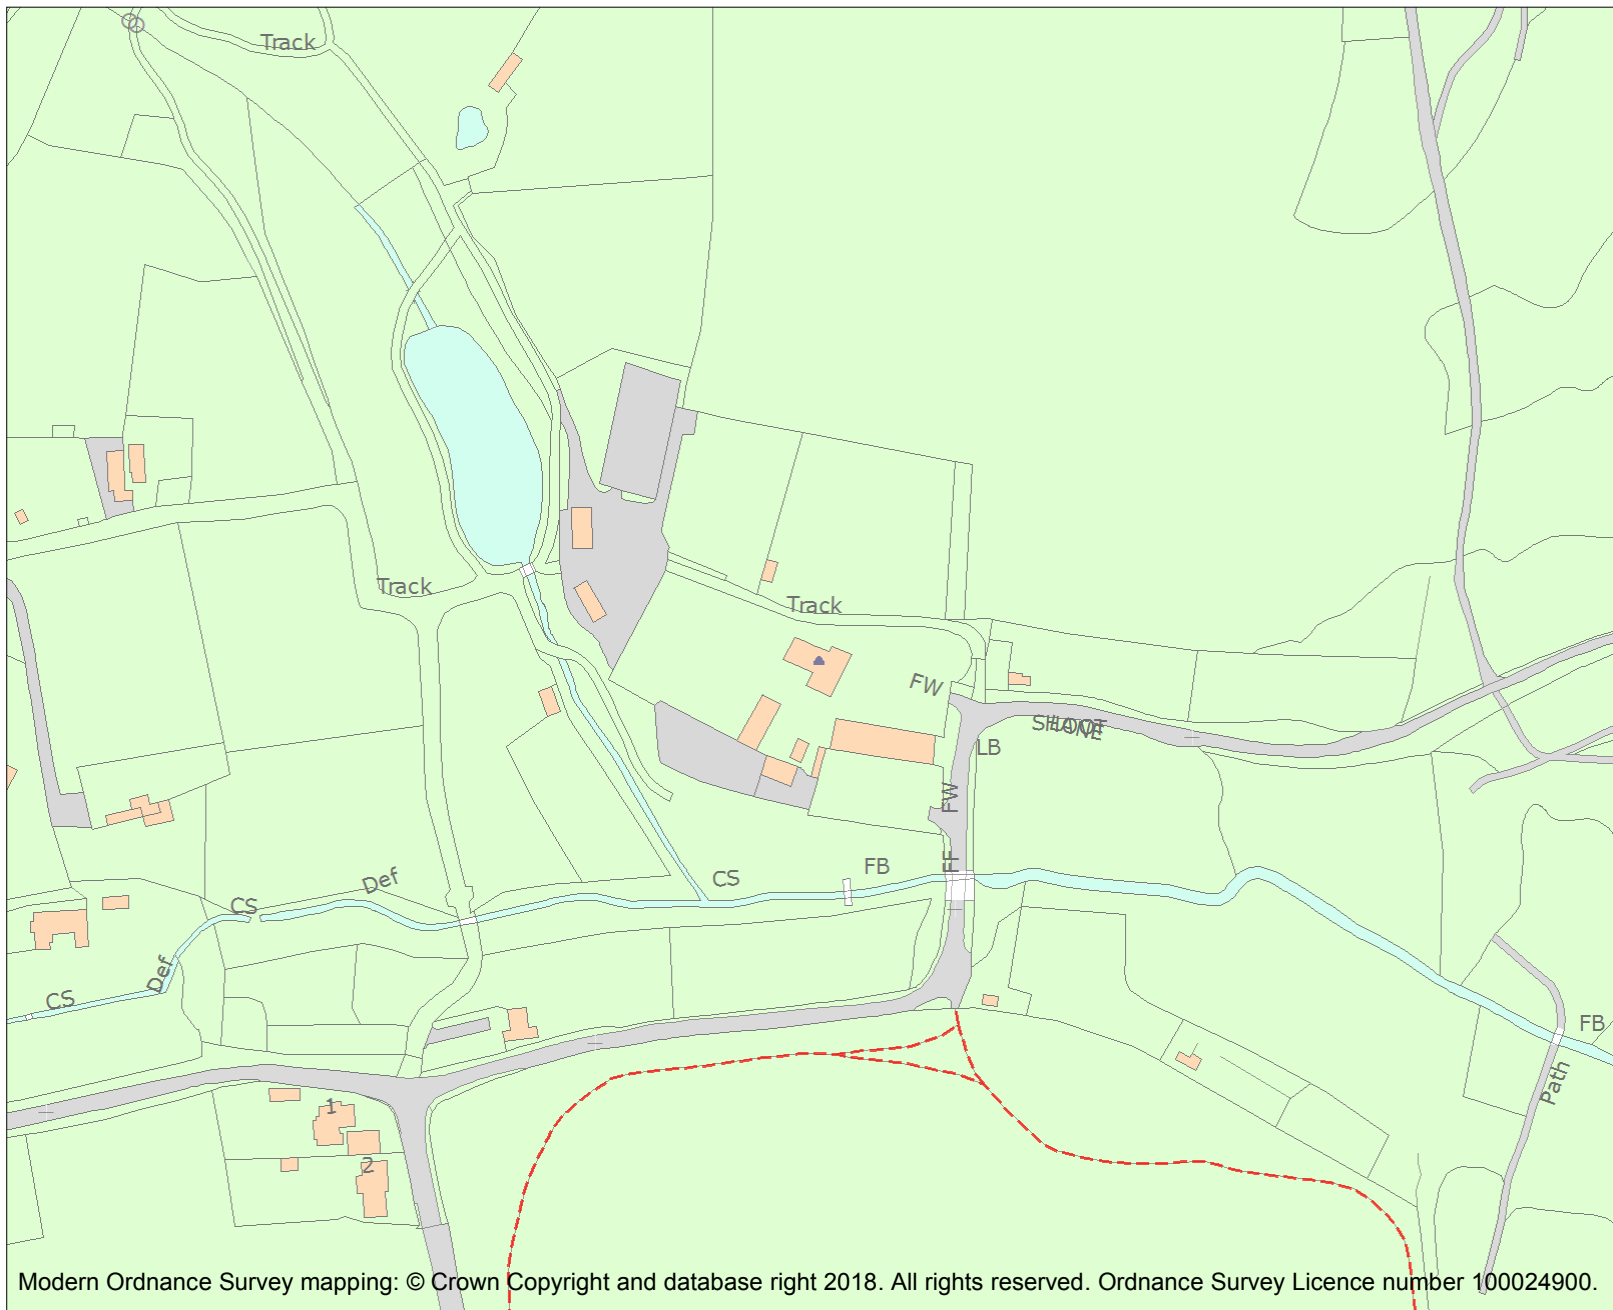 Track
Track
Track
FW
LB
FW
FF
FB
CS
Def
CS
Def
CS
FB
Path
1
2
Modern Ordnance Survey mapping: © Crown Copyright and database right 2018. All rights reserved. Ordnance Survey Licence number 100024900.